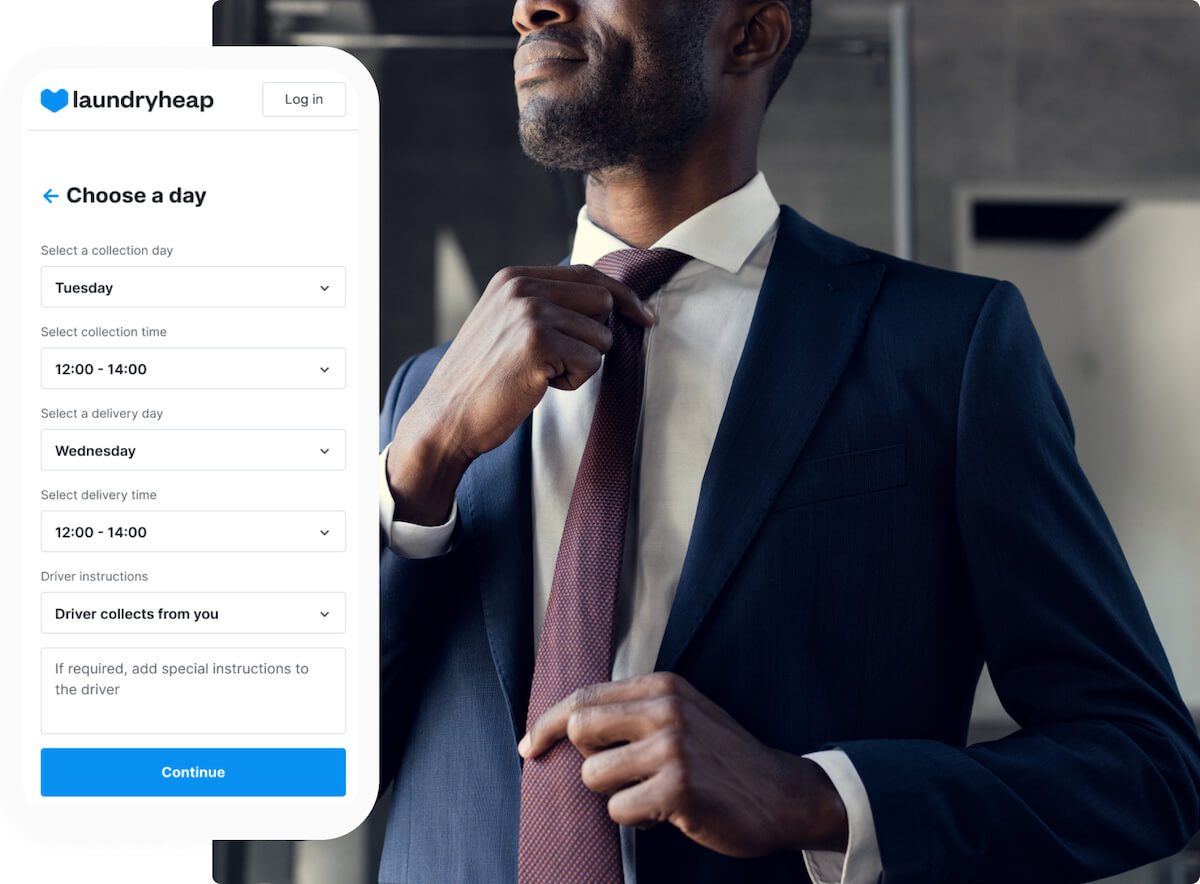 laundryheap
Log in
Choose a day
Select a collection day
Tuesday
Select collection time
12:00 - 14:00
Select a delivery day
Wednesday
Select delivery time
12:00 - 14:00
Driver instructions
Driver collects from you
If required, add special instructions to
the driver
Continue